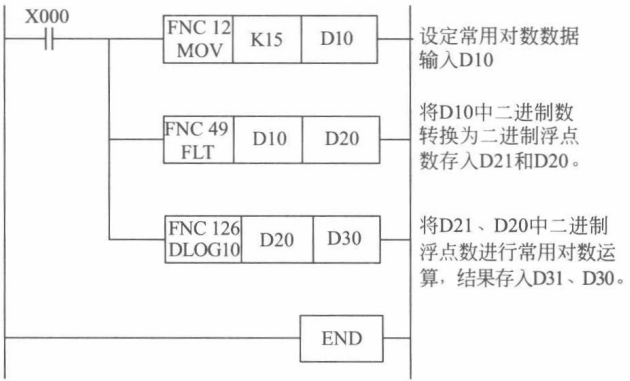 X000
FNC 12
MOV
K15
D10
设定常用对数数据
输入D10
FNC 49
FLT
D10
D20
将D10中二进制数
转换为二进制浮点
数存入D21和D20。
FNC 126
DLOG10
D20
D30
将D21、D20中二进制
浮点数进行常用对数运
算，结果存入D31、D30。
END